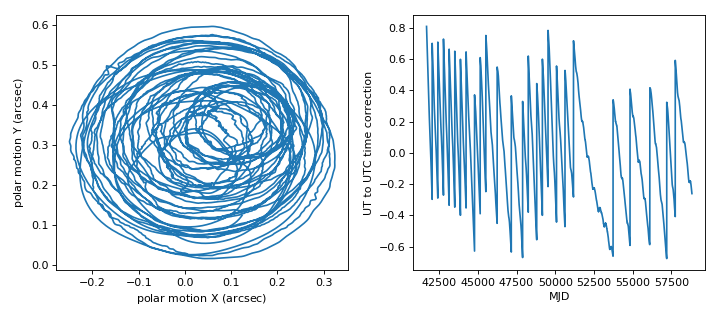 0.6
0.5
0.4
0.3
0.2
0.1
0.0
polar motion Y (arcsec)
−0.2 −0.1 0.0 0.1 0.2 0.3
polar motion X (arcsec)
0.8
0.6
0.4
0.2
0.0
−0.2
−0.4
−0.6
UT to UTC time correction
42500 45000 47500 50000 52500 55000 57500
MJD